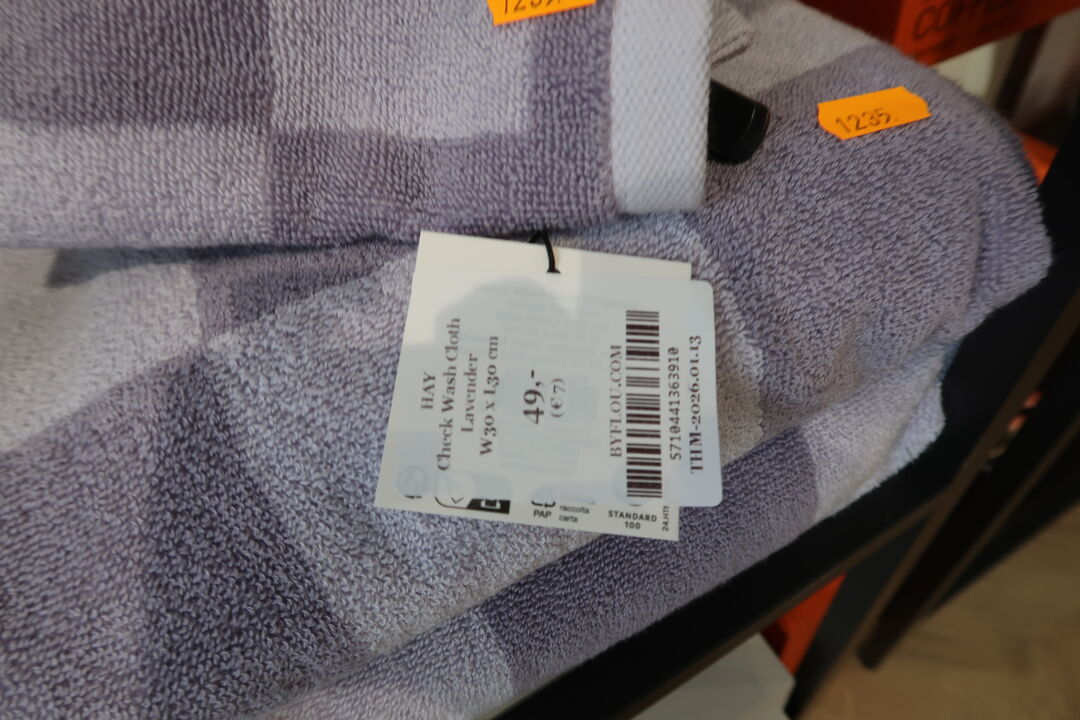 1235.
COFFEE
HAY
Check Wash Cloth
Lavender
W30 x L30 cm
49,-
(€7)
BYFLOU.COM
5710441363910
THM-2026.01.13
PAP
raccolta
carta
STANDARD
100